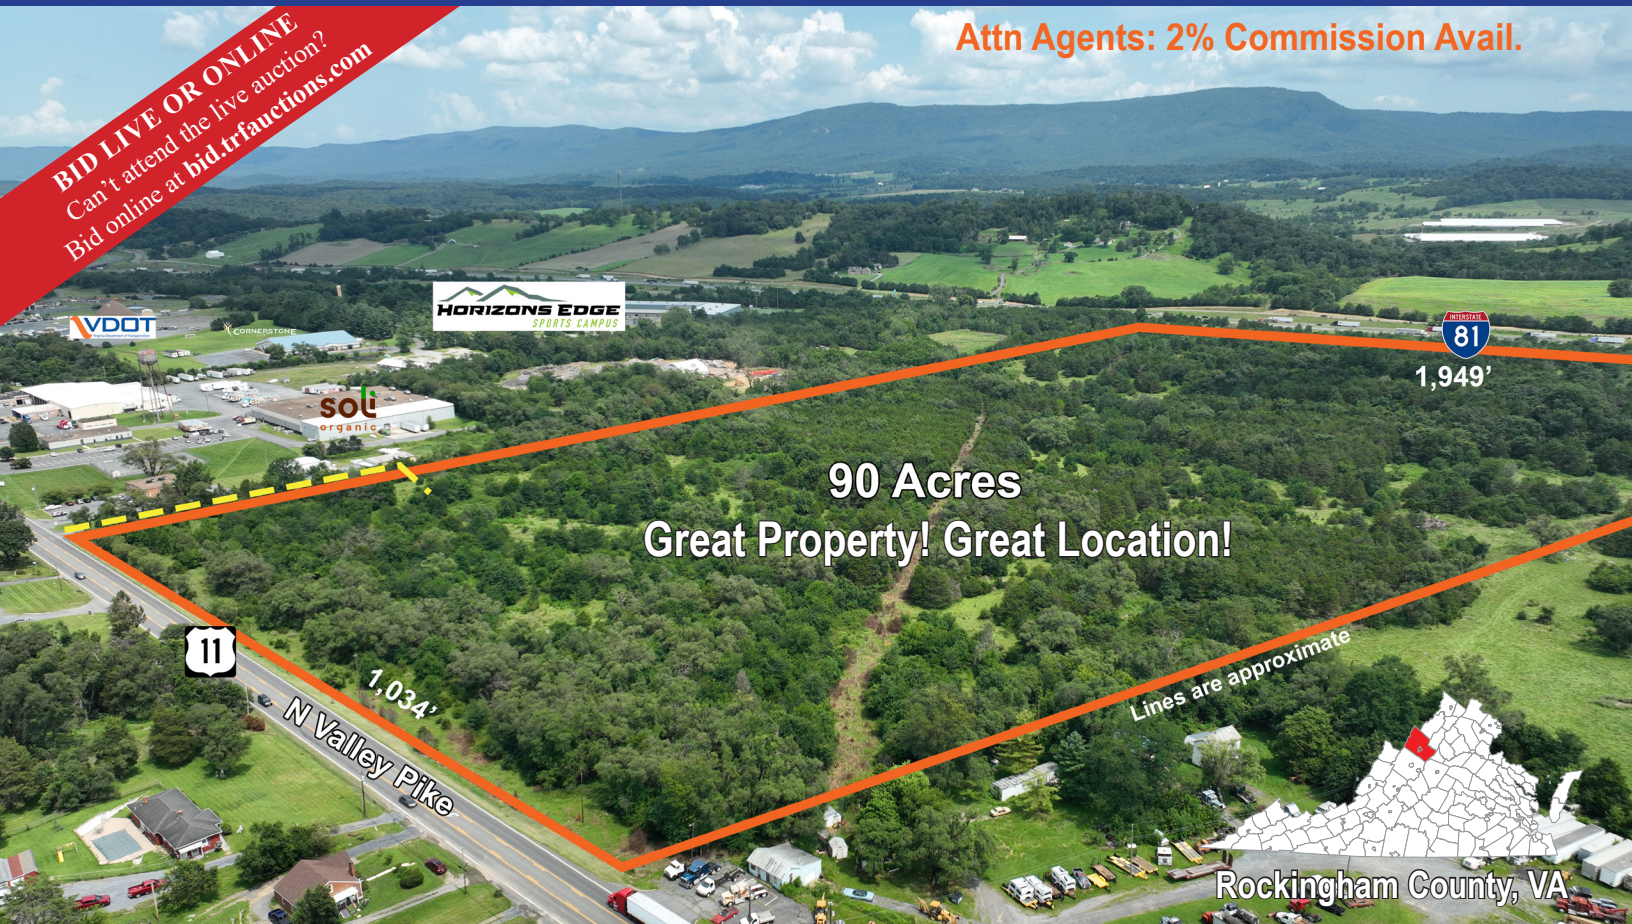 BID LIVE OR ONLINE
Can't attend the live auction?
Bid online at bid.trfauctions.com
Attn Agents: 2% Commission Avail.
VDOT
CORNERSTONE
HORIZONS EDGE
SPORTS CAMPUS
INTERSTATE
81
1,949'
soli
organic
90 Acres
Great Property! Great Location!
11
1,034'
N Valley Pike
Lines are approximate
Rockingham County, VA